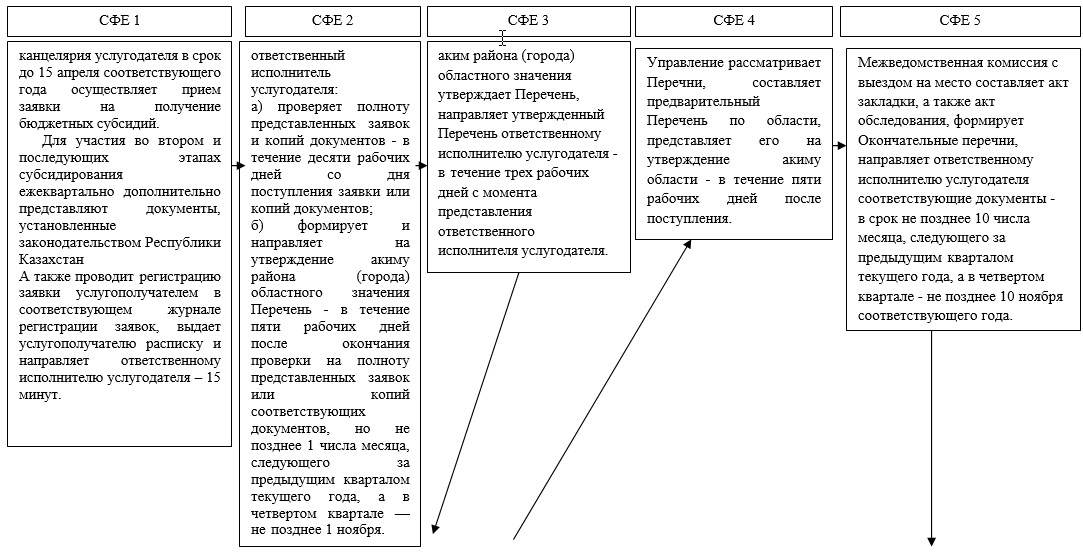 СФЕ 1
СФЕ 2
СФЕ 3
СФЕ 4
СФЕ 5
канцелярия услугодателя в срок
до 15 апреля соответствующего
года осуществляет прием
заявки на получение
бюджетных субсидий.
Для участия во втором и
последующих этапах
субсидирования
ежеквартально дополнительно
представляют документы,
установленные
законодательством Республики
Казахстан
А также проводит регистрацию
заявки услугополучателем в
соответствующем журнале
регистрации заявок, выдает
услугополучателю расписку и
направляет ответственному
исполнителю услугодателя – 15
минут.
ответственный
исполнитель
услугодателя:
а) проверяет полноту
представленных заявок
и копий документов - в
течение десяти рабочих
дней со дня
поступления заявки или
копий документов;
б) формирует и
направляет на
утверждение акиму
района (города)
областного значения
Перечень - в течение
пяти рабочих дней
после окончания
проверки на полноту
представленных заявок
или копий
соответствующих
документов, но не
позднее 1 числа месяца,
следующего за
предыдущим кварталом
текущего года, а в
четвертом квартале —
не позднее 1 ноября.
аким района (города)
областного значения
утверждает Перечень,
направляет утвержденный
Перечень ответственному
исполнителю услугодателя -
в течение трех рабочих
дней с момента
представления
ответственного
исполнителя услугодателя.
Управление рассматривает
Перечни, составляет
предварительный
Перечень по области,
представляет его на
утверждение акиму
области - в течение пяти
рабочих дней после
поступления.
Межведомственная комиссия с
выездом на место составляет акт
закладки, а также акт
обследования, формирует
Окончательные перечни,
направляет ответственному
исполнителю услугодателя
соответствующие документы -
в срок не позднее 10 числа
месяца, следующего за
предыдущим кварталом
текущего года, а в четвертом
квартале - не позднее 10 ноября
соответствующего года.